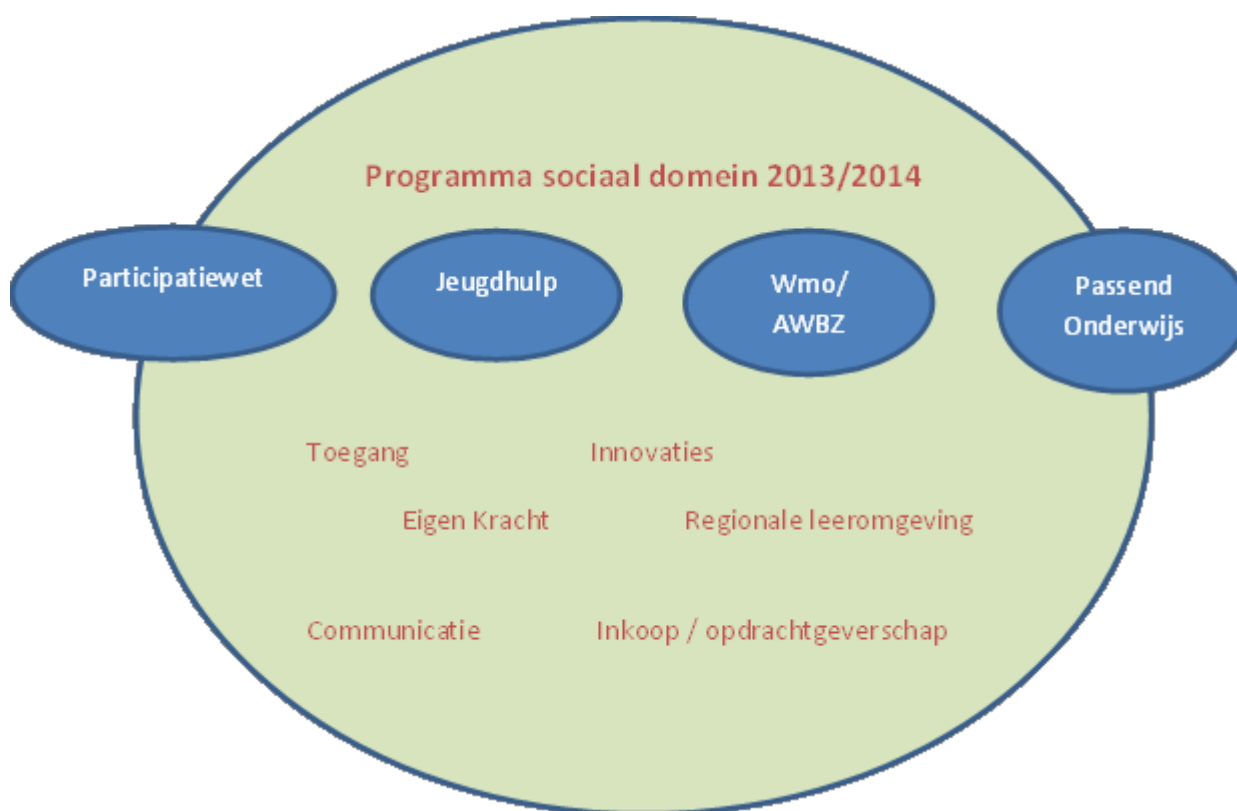 Programma sociaal domein 2013/2014
Participatiewet
Jeugdhulp
Wmo/
AWBZ
Passend
Onderwijs
Toegang
Innovaties
Eigen Kracht
Regionale leeromgeving
Communicatie
Inkoop / opdrachtgeverschap